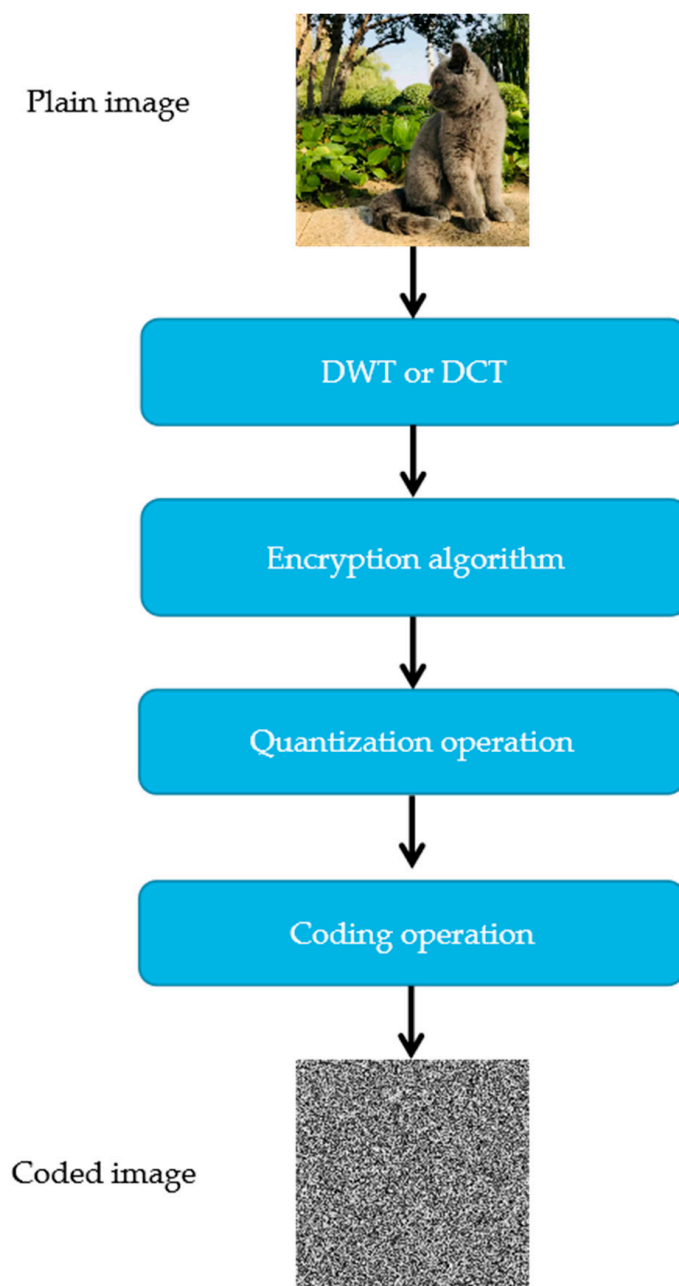 Plain image
DWT or DCT
Encryption algorithm
Quantization operation
Coding operation
Coded image